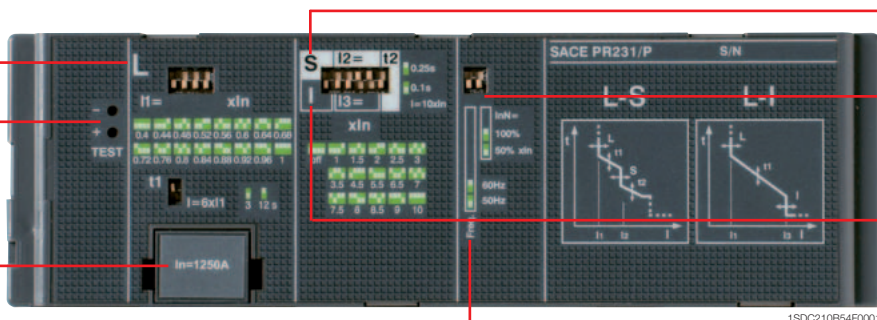 L
I1= xIn
0.4 0.44 0.48 0.52 0.56 0.6 0.64 0.68
0.72 0.76 0.8 0.84 0.88 0.92 0.96 1
-
+
TEST
t1
I=6xI1
3 12s
In=1250A
S I2= t2
I I3=
0.25s
0.1s
I=10xIn
xIn
off 1 1.5 2 2.5 3
3.5 4.5 5.5 6.5 7
7.5 8 8.5 9 10
InN=
100%
50% xIn
60Hz
50Hz
Freq.
SACE PR231/P S/N
L-S
t
L
t1
S
t2
I1 I2 I
L-I
t
L
t1
I
I1 I3 I
1SDC210B54F0001